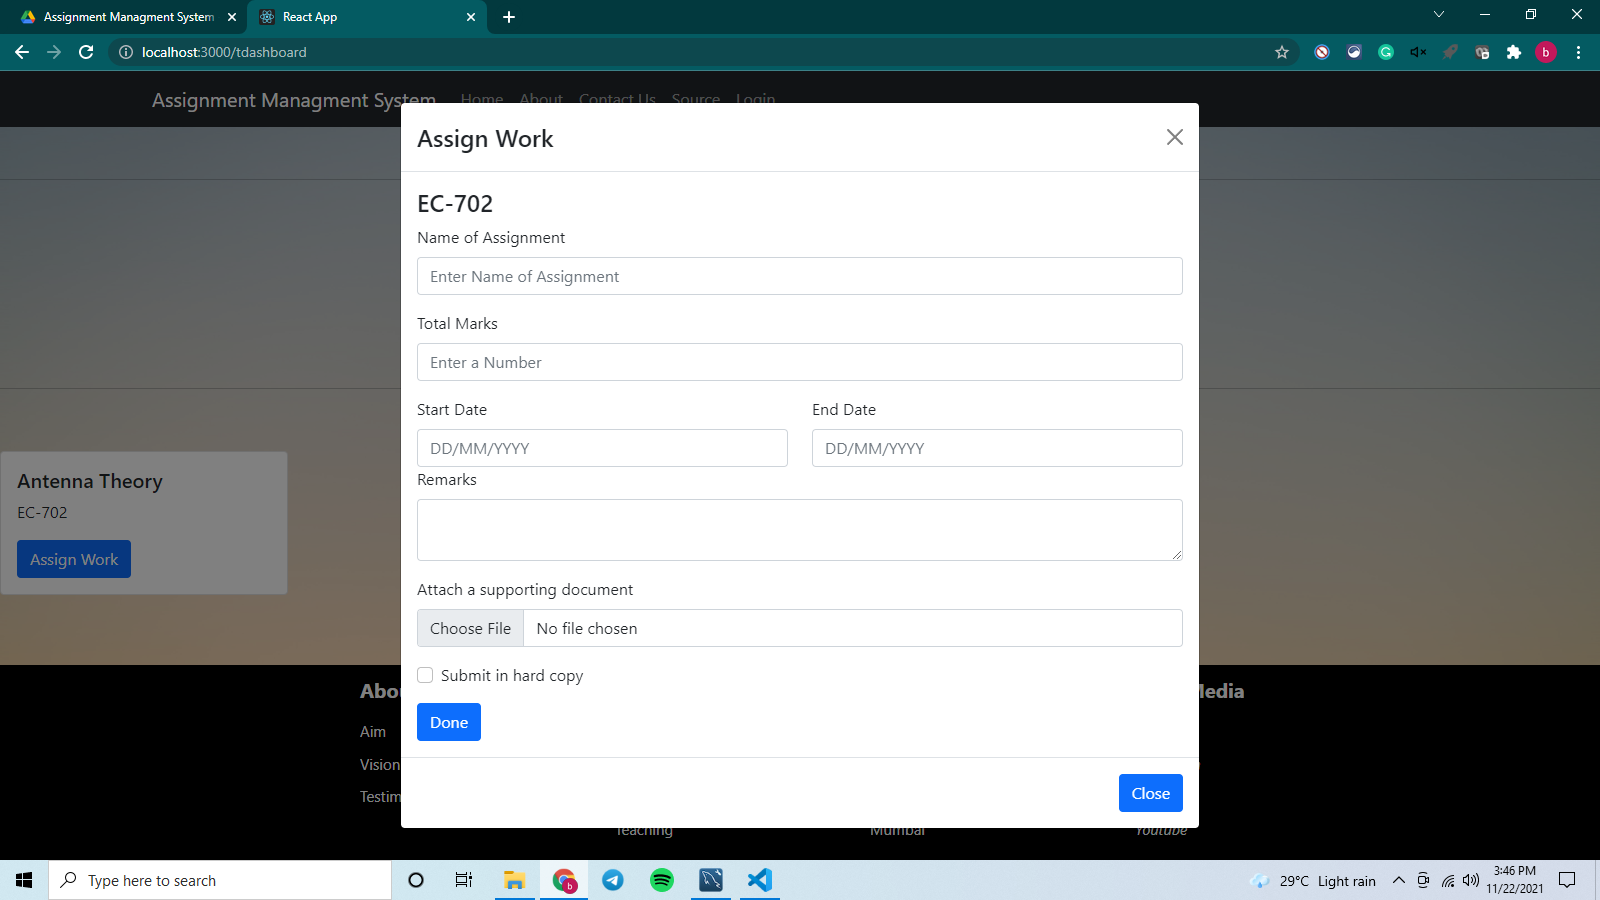 Assignment Managment System
React App
localhost:3000/tdashboard
b
Assignment Managment System Home About Contact Us Source Login
Assign Work
EC-702
Name of Assignment
Enter Name of Assignment
Total Marks
Enter a Number
Start Date End Date
DD/MM/YYYY DD/MM/YYYY
Remarks
Antenna Theory
EC-702
Assign Work
Attach a supporting document
Choose File No file chosen
Submit in hard copy
Done
Close
Aim
Vision
Teaching Mumbai Youtube
Type here to search
b
29°C Light rain
3:46 PM
11/22/2021